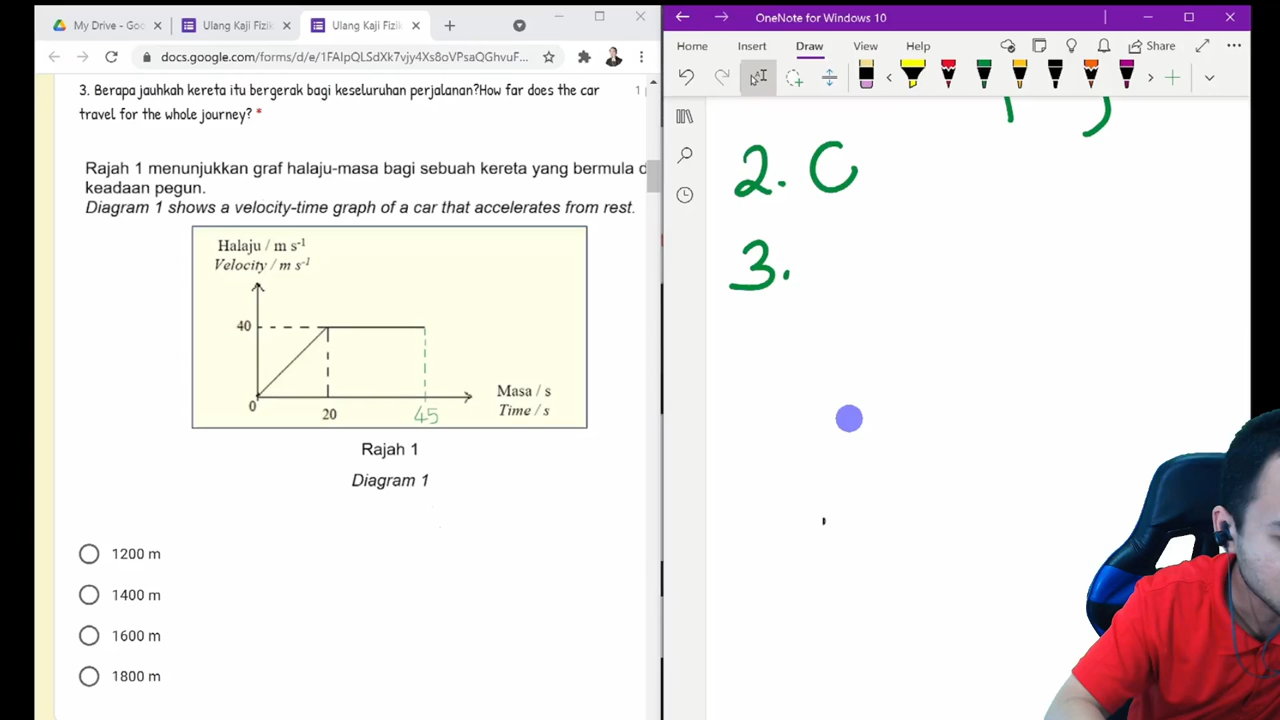 My Drive - Goo
Ulang Kaji Fizik
Ulang Kaji Fizik
docs.google.com/forms/d/e/1FAIpQLSdXk7vjy4Xs8oVPsaQGhvuF...
3. Berapa jauhkah kereta itu bergerak bagi keseluruhan perjalanan?How far does the car
travel for the whole journey? *
1
Rajah 1 menunjukkan graf halaju-masa bagi sebuah kereta yang bermula d
keadaan pegun.
Diagram 1 shows a velocity-time graph of a car that accelerates from rest.
Halaju / m s⁻¹
Velocity / m s⁻¹
40
0
20
45
Masa / s
Time / s
Rajah 1
Diagram 1
1200 m
1400 m
1600 m
1800 m
OneNote for Windows 10
Home Insert Draw View Help Share
2. C
3.